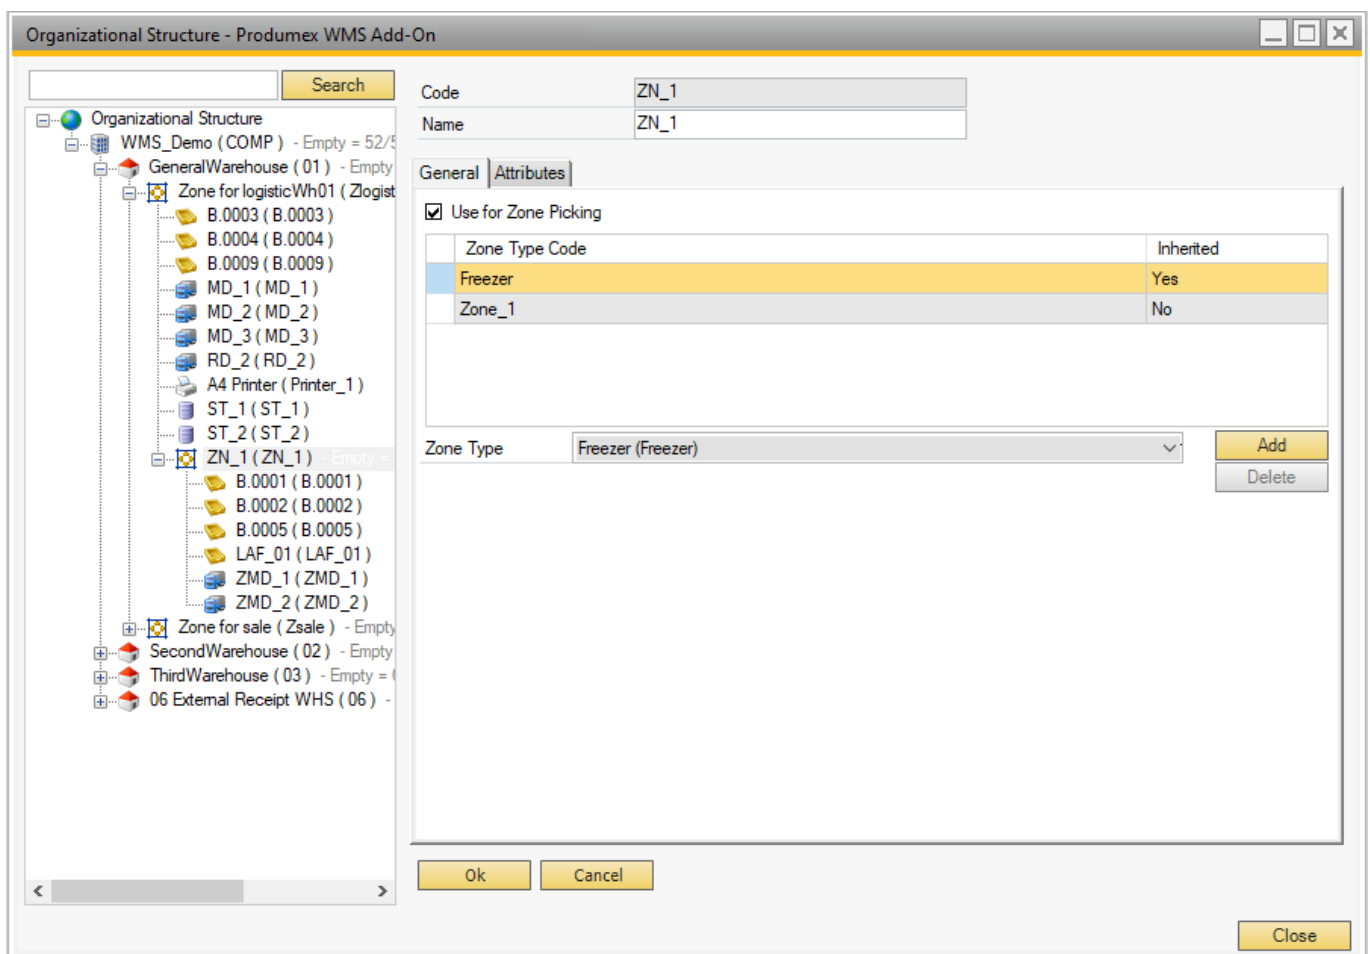 Organizational Structure - Produmex WMS Add-On
Search
Organizational Structure
WMS_Demo ( COMP ) - Empty = 52/5
GeneralWarehouse ( 01 ) - Empty
Zone for logisticWh01 ( Zlogist
B.0003 ( B.0003 )
B.0004 ( B.0004 )
B.0009 ( B.0009 )
MD_1 ( MD_1 )
MD_2 ( MD_2 )
MD_3 ( MD_3 )
RD_2 ( RD_2 )
A4 Printer ( Printer_1 )
ST_1 ( ST_1 )
ST_2 ( ST_2 )
ZN_1 ( ZN_1 ) - Empty =
B.0001 ( B.0001 )
B.0002 ( B.0002 )
B.0005 ( B.0005 )
LAF_01 ( LAF_01 )
ZMD_1 ( ZMD_1 )
ZMD_2 ( ZMD_2 )
Zone for sale ( Zsale ) - Empty
SecondWarehouse ( 02 ) - Empty
ThirdWarehouse ( 03 ) - Empty =
06 External Receipt WHS ( 06 ) -
Code ZN_1
Name ZN_1
General Attributes
Use for Zone Picking
Zone Type Code Inherited
Freezer Yes
Zone_1 No
Zone Type Freezer (Freezer) Add
Delete
Ok Cancel
Close